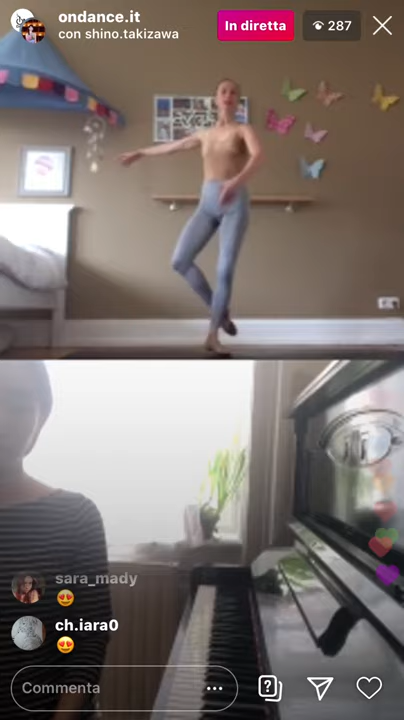 ondance.it
con shino.takizawa
In diretta
287
sara_mady
ch.iara0
Commenta